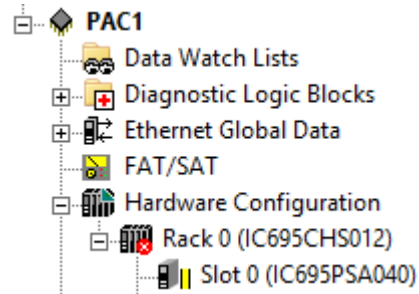 PAC1
Data Watch Lists
Diagnostic Logic Blocks
Ethernet Global Data
FAT/SAT
Hardware Configuration
Rack 0 (IC695CHS012)
Slot 0 (IC695PSA040)